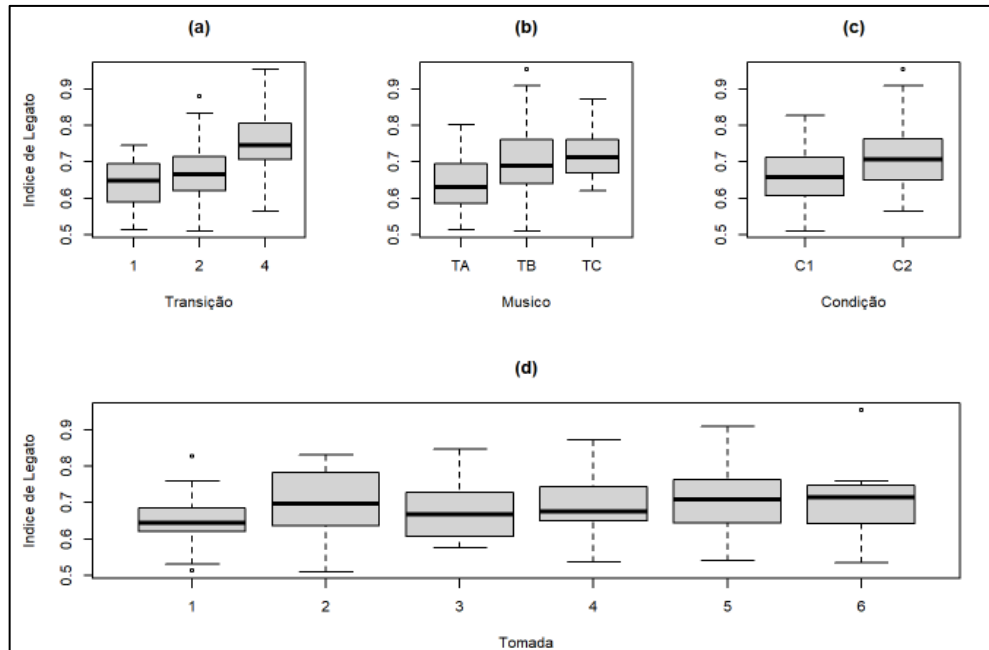 (a)
Indice de Legato
0.5 0.6 0.7 0.8 0.9
1 2 4
Transição
(b)
0.5 0.6 0.7 0.8 0.9
TA TB TC
Musico
(c)
0.5 0.6 0.7 0.8 0.9
C1 C2
Condição
(d)
Indice de Legato
0.5 0.6 0.7 0.8 0.9
1 2 3 4 5 6
Tomada